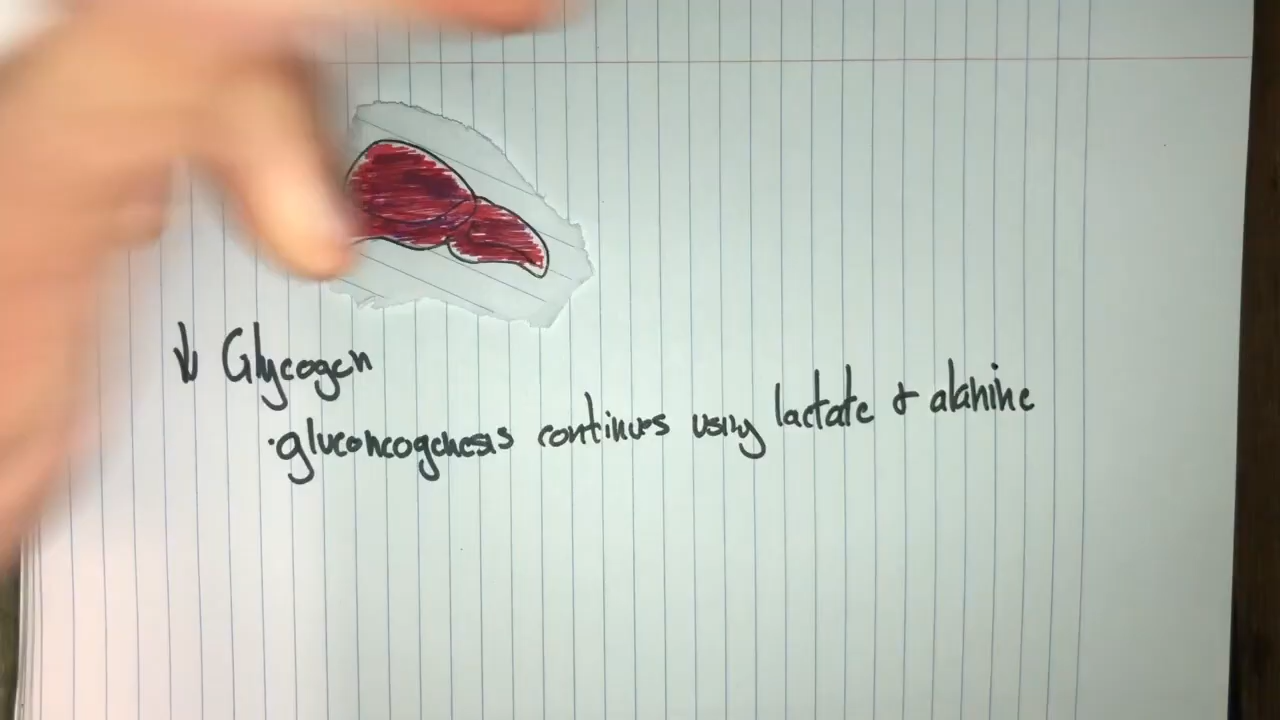 ↓ Glycogen
·gluconeogenesis continues using lactate & alanine